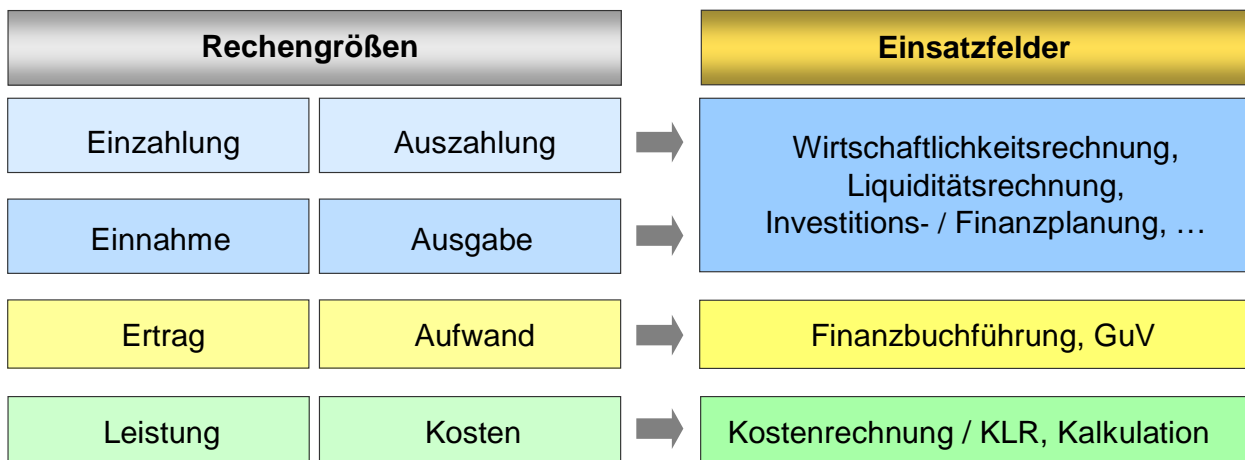 Rechengrößen
Einsatzfelder
Einzahlung
Auszahlung
Wirtschaftlichkeitsrechnung,
Liquiditätsrechnung,
Investitions- / Finanzplanung, …
Einnahme
Ausgabe
Ertrag
Aufwand
Finanzbuchführung, GuV
Leistung
Kosten
Kostenrechnung / KLR, Kalkulation